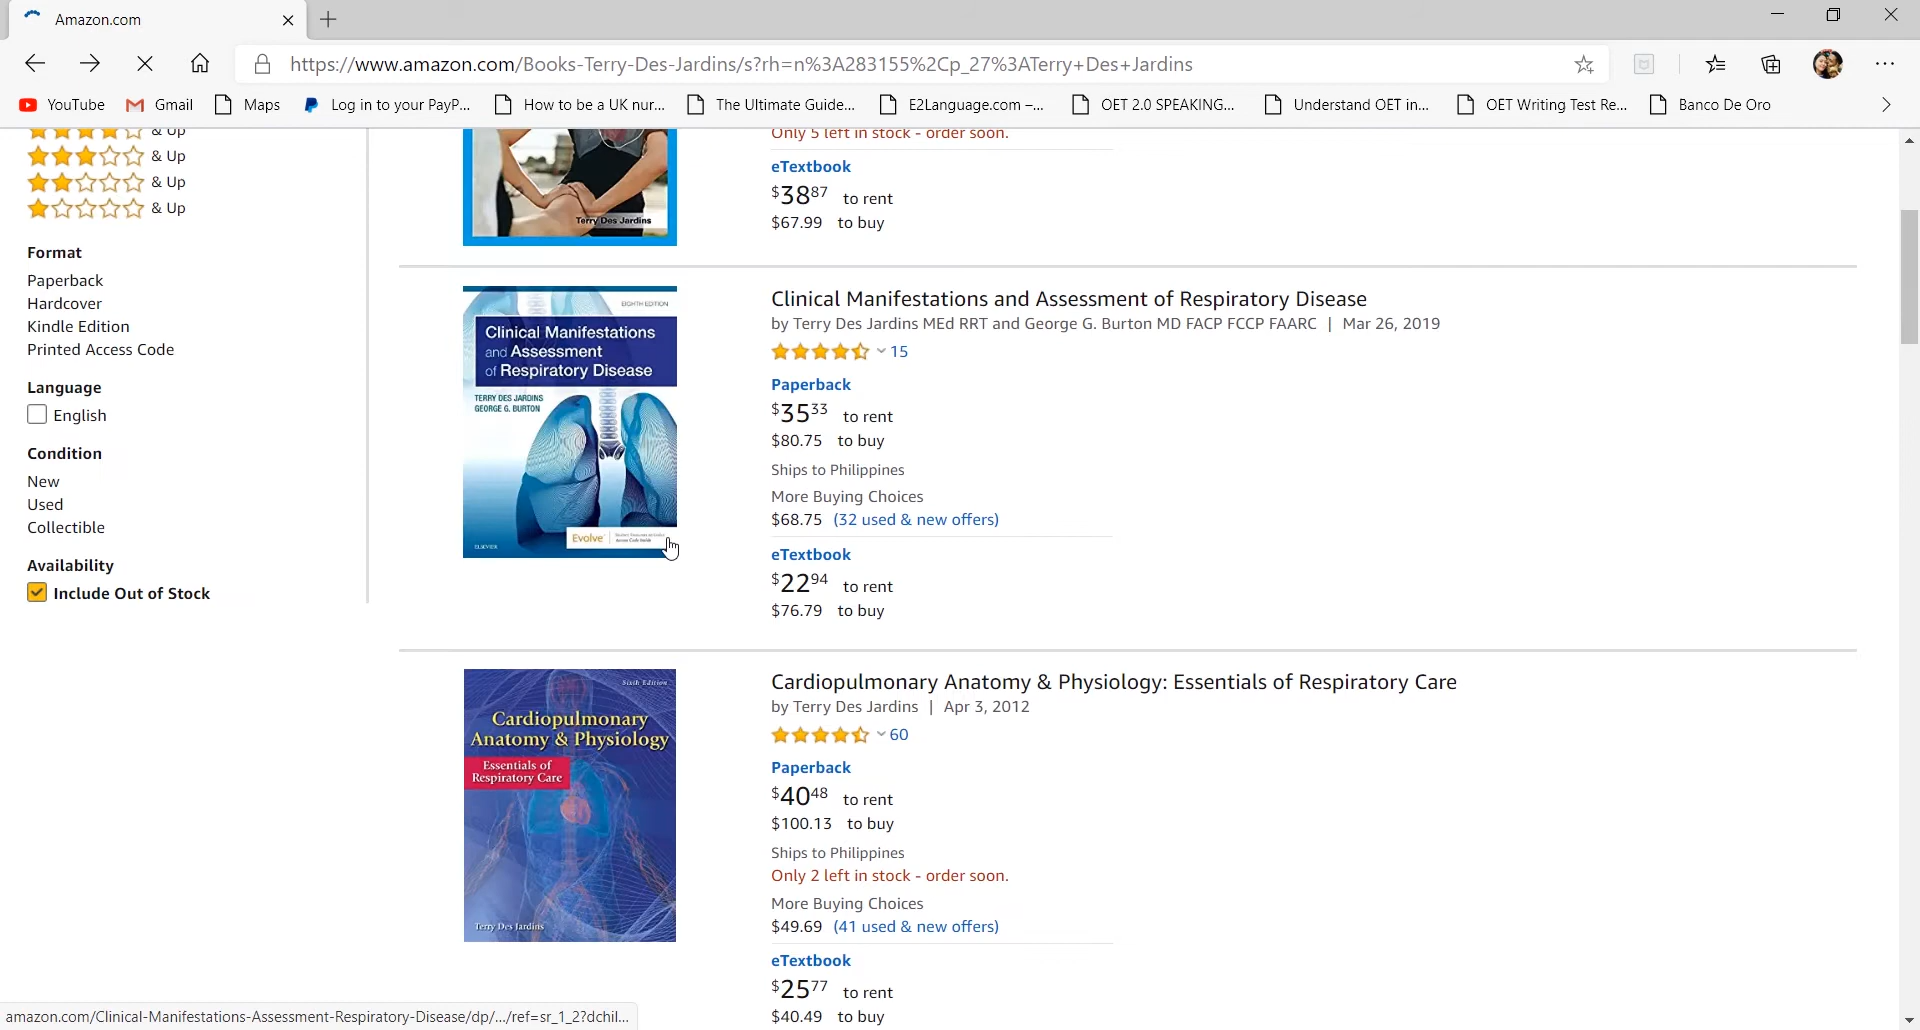 Amazon.com
https://www.amazon.com/Books-Terry-Des-Jardins/s?rh=n%3A283155%2Cp_27%3ATerry+Des+Jardins
YouTube
Gmail
Maps
Log in to your PayP...
How to be a UK nur...
The Ultimate Guide...
E2Language.com –...
OET 2.0 SPEAKING...
Understand OET in...
OET Writing Test Re...
Banco De Oro
& Up
& Up
& Up
& Up
Format
Paperback
Hardcover
Kindle Edition
Printed Access Code
Language
English
Condition
New
Used
Collectible
Availability
Include Out of Stock
Terry Des Jardins
Only 5 left in stock - order soon.
eTextbook
$38 87 to rent
$67.99 to buy
EIGHTH EDITION
Clinical Manifestations
and Assessment
of Respiratory Disease
TERRY DES JARDINS
GEORGE G. BURTON
Evolve
ELSEVIER
Clinical Manifestations and Assessment of Respiratory Disease
by Terry Des Jardins MEd RRT and George G. Burton MD FACP FCCP FAARC | Mar 26, 2019
15
Paperback
$35 33 to rent
$80.75 to buy
Ships to Philippines
More Buying Choices
$68.75 (32 used & new offers)
eTextbook
$22 94 to rent
$76.79 to buy
Sixth Edition
Cardiopulmonary
Anatomy & Physiology
Essentials of
Respiratory Care
Terry Des Jardins
Cardiopulmonary Anatomy & Physiology: Essentials of Respiratory Care
by Terry Des Jardins | Apr 3, 2012
60
Paperback
$40 48 to rent
$100.13 to buy
Ships to Philippines
Only 2 left in stock - order soon.
More Buying Choices
$49.69 (41 used & new offers)
eTextbook
$25 77 to rent
$40.49 to buy
amazon.com/Clinical-Manifestations-Assessment-Respiratory-Disease/dp/.../ref=sr_1_2?dchil...